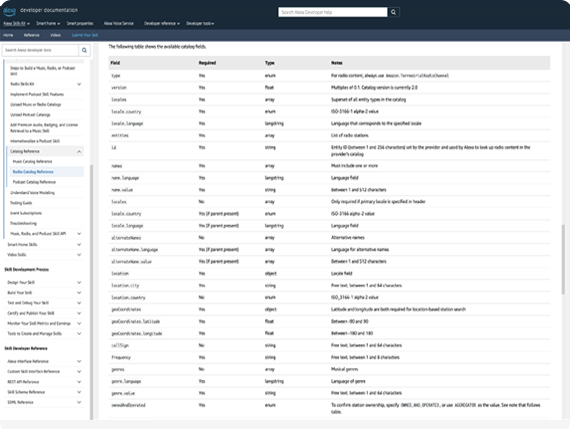 alexa developer documentation
Search Alexa Developer help
Alexa Skills Kit Smart home Smart properties Alexa Voice Service Developer reference Developer tools
Home Reference Videos Submit Your Skill
Search Alexa developer docs
Steps to Build a Music, Radio, or Podcast
Skill
Radio Skills Kit
Implement Podcast Skill Features
Upload Music or Radio Catalogs
Upload Podcast Catalogs
Add Premium Audio, Badging, and License
Retrieval to a Music Skill
Internationalize a Podcast Skill
Catalog Reference
Music Catalog Reference
Radio Catalog Reference
Podcast Catalog Reference
Understand Voice Modeling
Testing Guide
Event Subscriptions
Troubleshooting
Music, Radio, and Podcast Skill API
Smart Home Skills
Video Skills
Skill Development Process
Design Your Skill
Build Your Skill
Test and Debug Your Skill
Certify and Publish Your Skill
Monitor Your Skill Metrics and Earnings
Tools to Create and Manage Skills
Skill Developer Reference
Alexa Interface Reference
Custom Skill Interface Reference
REST API Reference
Skill Schema Reference
SSML Reference
The following table shows the available catalog fields.
Field Required Type Notes
type Yes enum For radio content, always use Amazon.TerrestrialRadioChannel
version Yes float Multiples of 0.1. Catalog version is currently 2.0
locales Yes array Superset of all entity types in the catalog
locale.country Yes enum ISO-3166-1 alpha-2 value
locale.language Yes langstring Language that corresponds to the specified locale
entities Yes array List of radio stations
id Yes string Entity ID (between 1 and 256 characters) set by the provider and used by Alexa to look up radio content in the
provider's catalog
names Yes array Must include one or more
name.language Yes langstring Language field
name.value Yes string Between 1 and 512 characters
locales No array Only required if primary locale is specified in header
locale.country Yes (if parent present) enum ISO-3166 alpha-2 value
locale.language Yes (if parent present) langstring Language field
alternateNames No array Alternative names
alternateName.language Yes (if parent present) array Language for alternative names
alternateName.value Yes (if parent present) array Between 1 and 512 characters
location Yes object Locale field
location.city Yes string Free text, between 1 and 64 characters
location.country No enum ISO_3166-1 alpha-2 value
geoCoordinates Yes object Latitude and longitude are both required for location-based station search
geoCoordinates.latitude Yes float Between -90 and 90
geoCoordinates.longitude Yes float Between -180 and 180
callSign No string Free text, between 1 and 64 characters
frequency Yes string Free text, between 1 and 8 characters
genres No array Musical genres
genre.language Yes langstring Language of genre
genre.value Yes string Free text, between 1 and 64 characters
ownedAndOperated Yes enum To confirm station ownership, specify OWNED_AND_OPERATED, or use AGGREGATOR as the value. See note that follows
table.